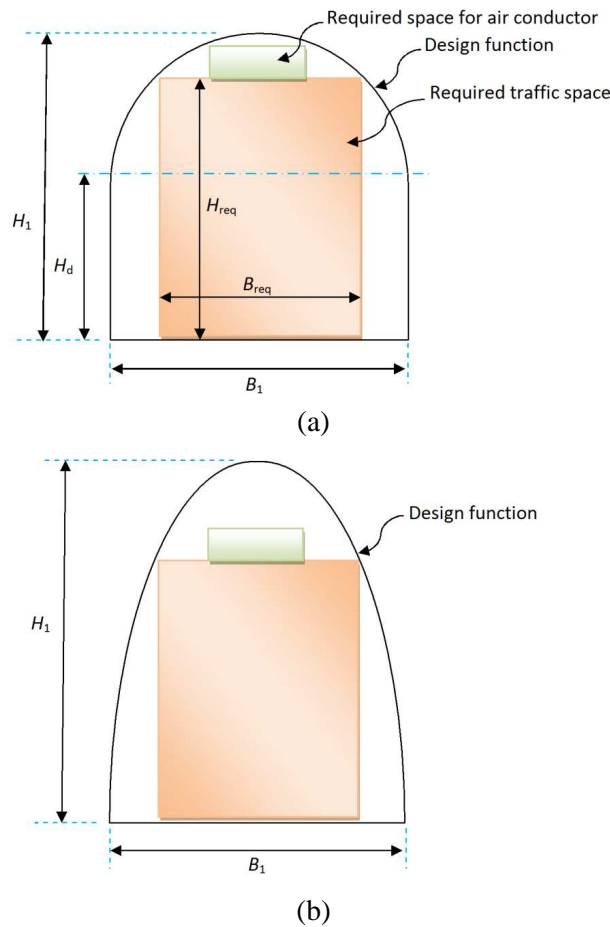 Required space for air conductor
Design function
Required traffic space
H1
Hd
Hreq
Breq
B1
(a)
Design function
H1
B1
(b)